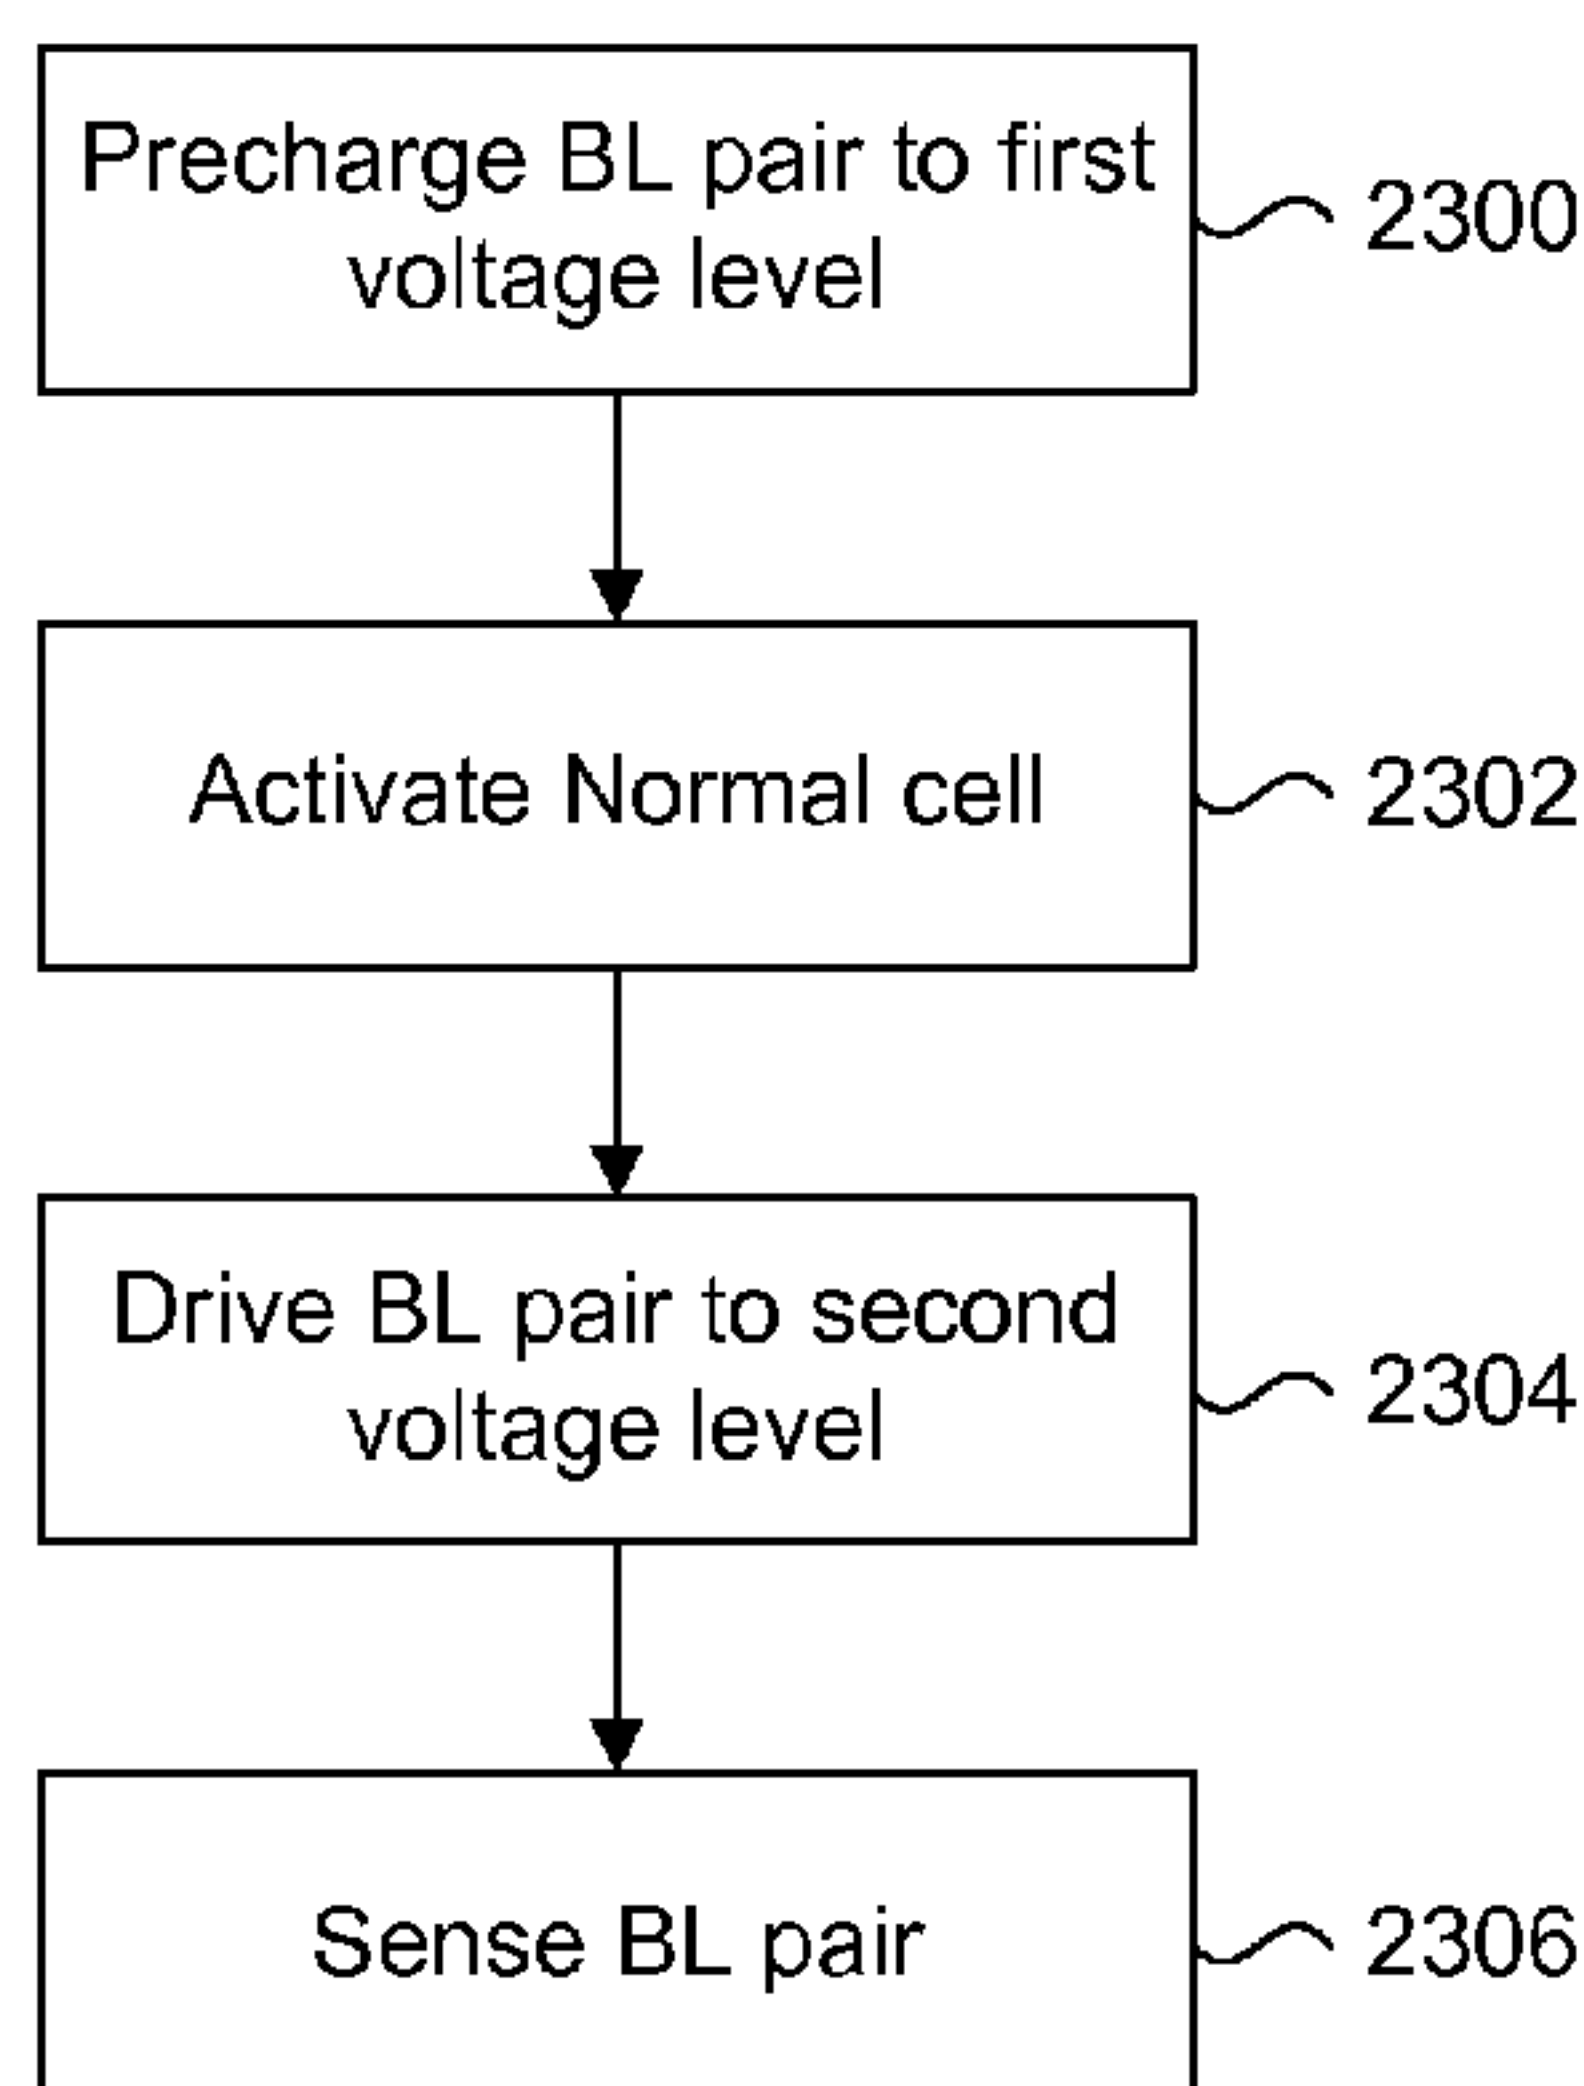 Precharge BL pair to first
voltage level
2300
Activate Normal cell
2302
Drive BL pair to second
voltage level
2304
Sense BL pair
2306